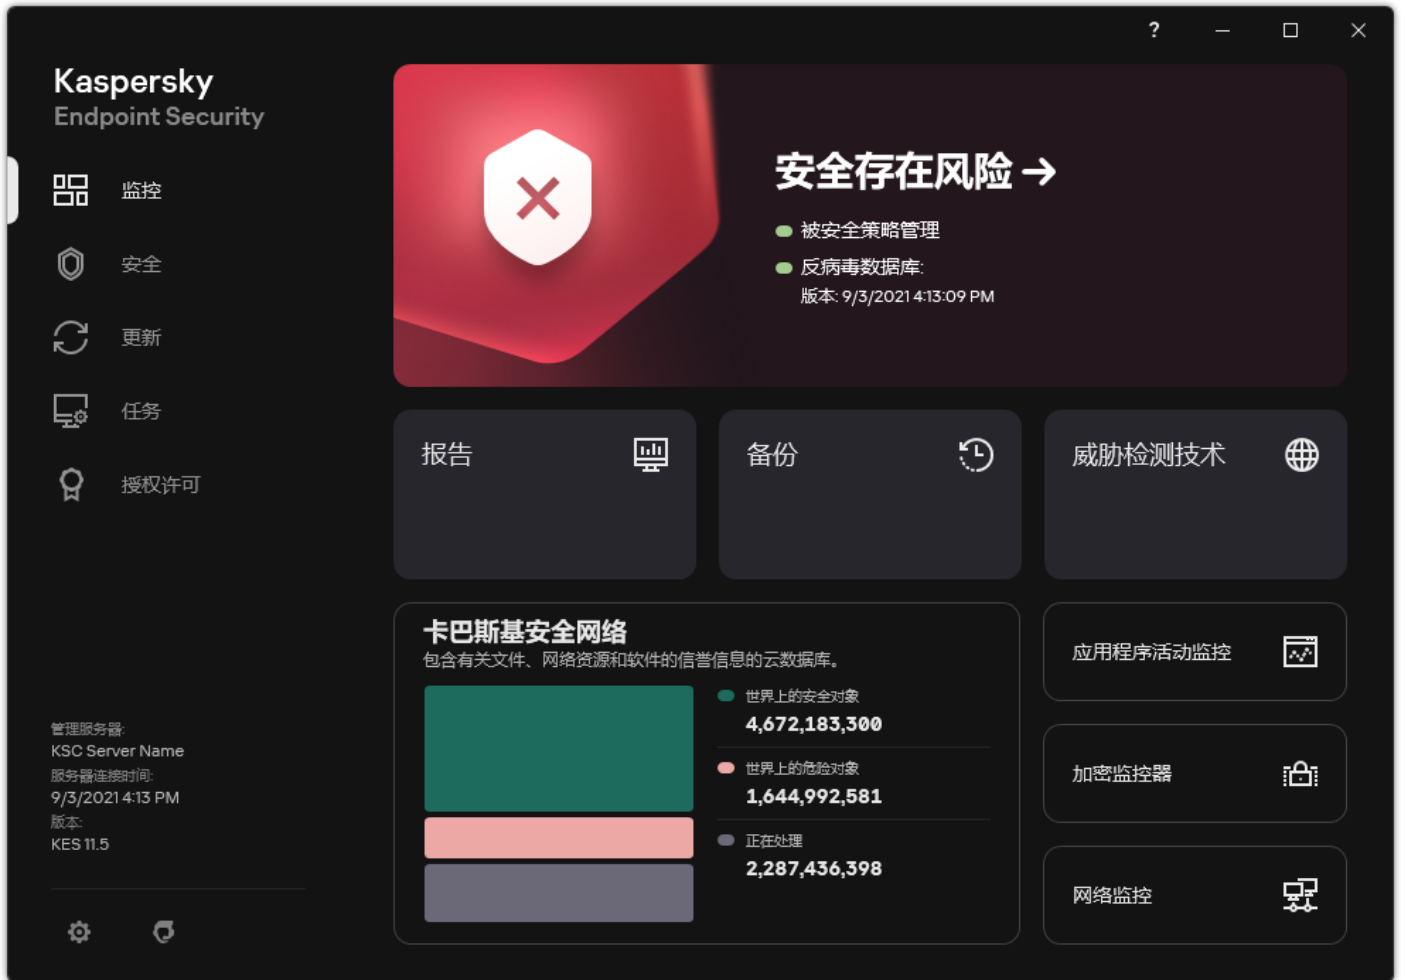 ?
Kaspersky
Endpoint Security
监控
安全
更新
任务
授权许可
管理服务器:
KSC Server Name
服务器连接时间:
9/3/2021 4:13 PM
版本:
KES 11.5
安全存在风险
被安全策略管理
反病毒数据库:
版本: 9/3/2021 4:13:09 PM
报告
备份
威胁检测技术
卡巴斯基安全网络
包含有关文件、网络资源和软件的信誉信息的云数据库。
世界上的安全对象
4,672,183,300
世界上的危险对象
1,644,992,581
正在处理
2,287,436,398
应用程序活动监控
加密监控器
网络监控